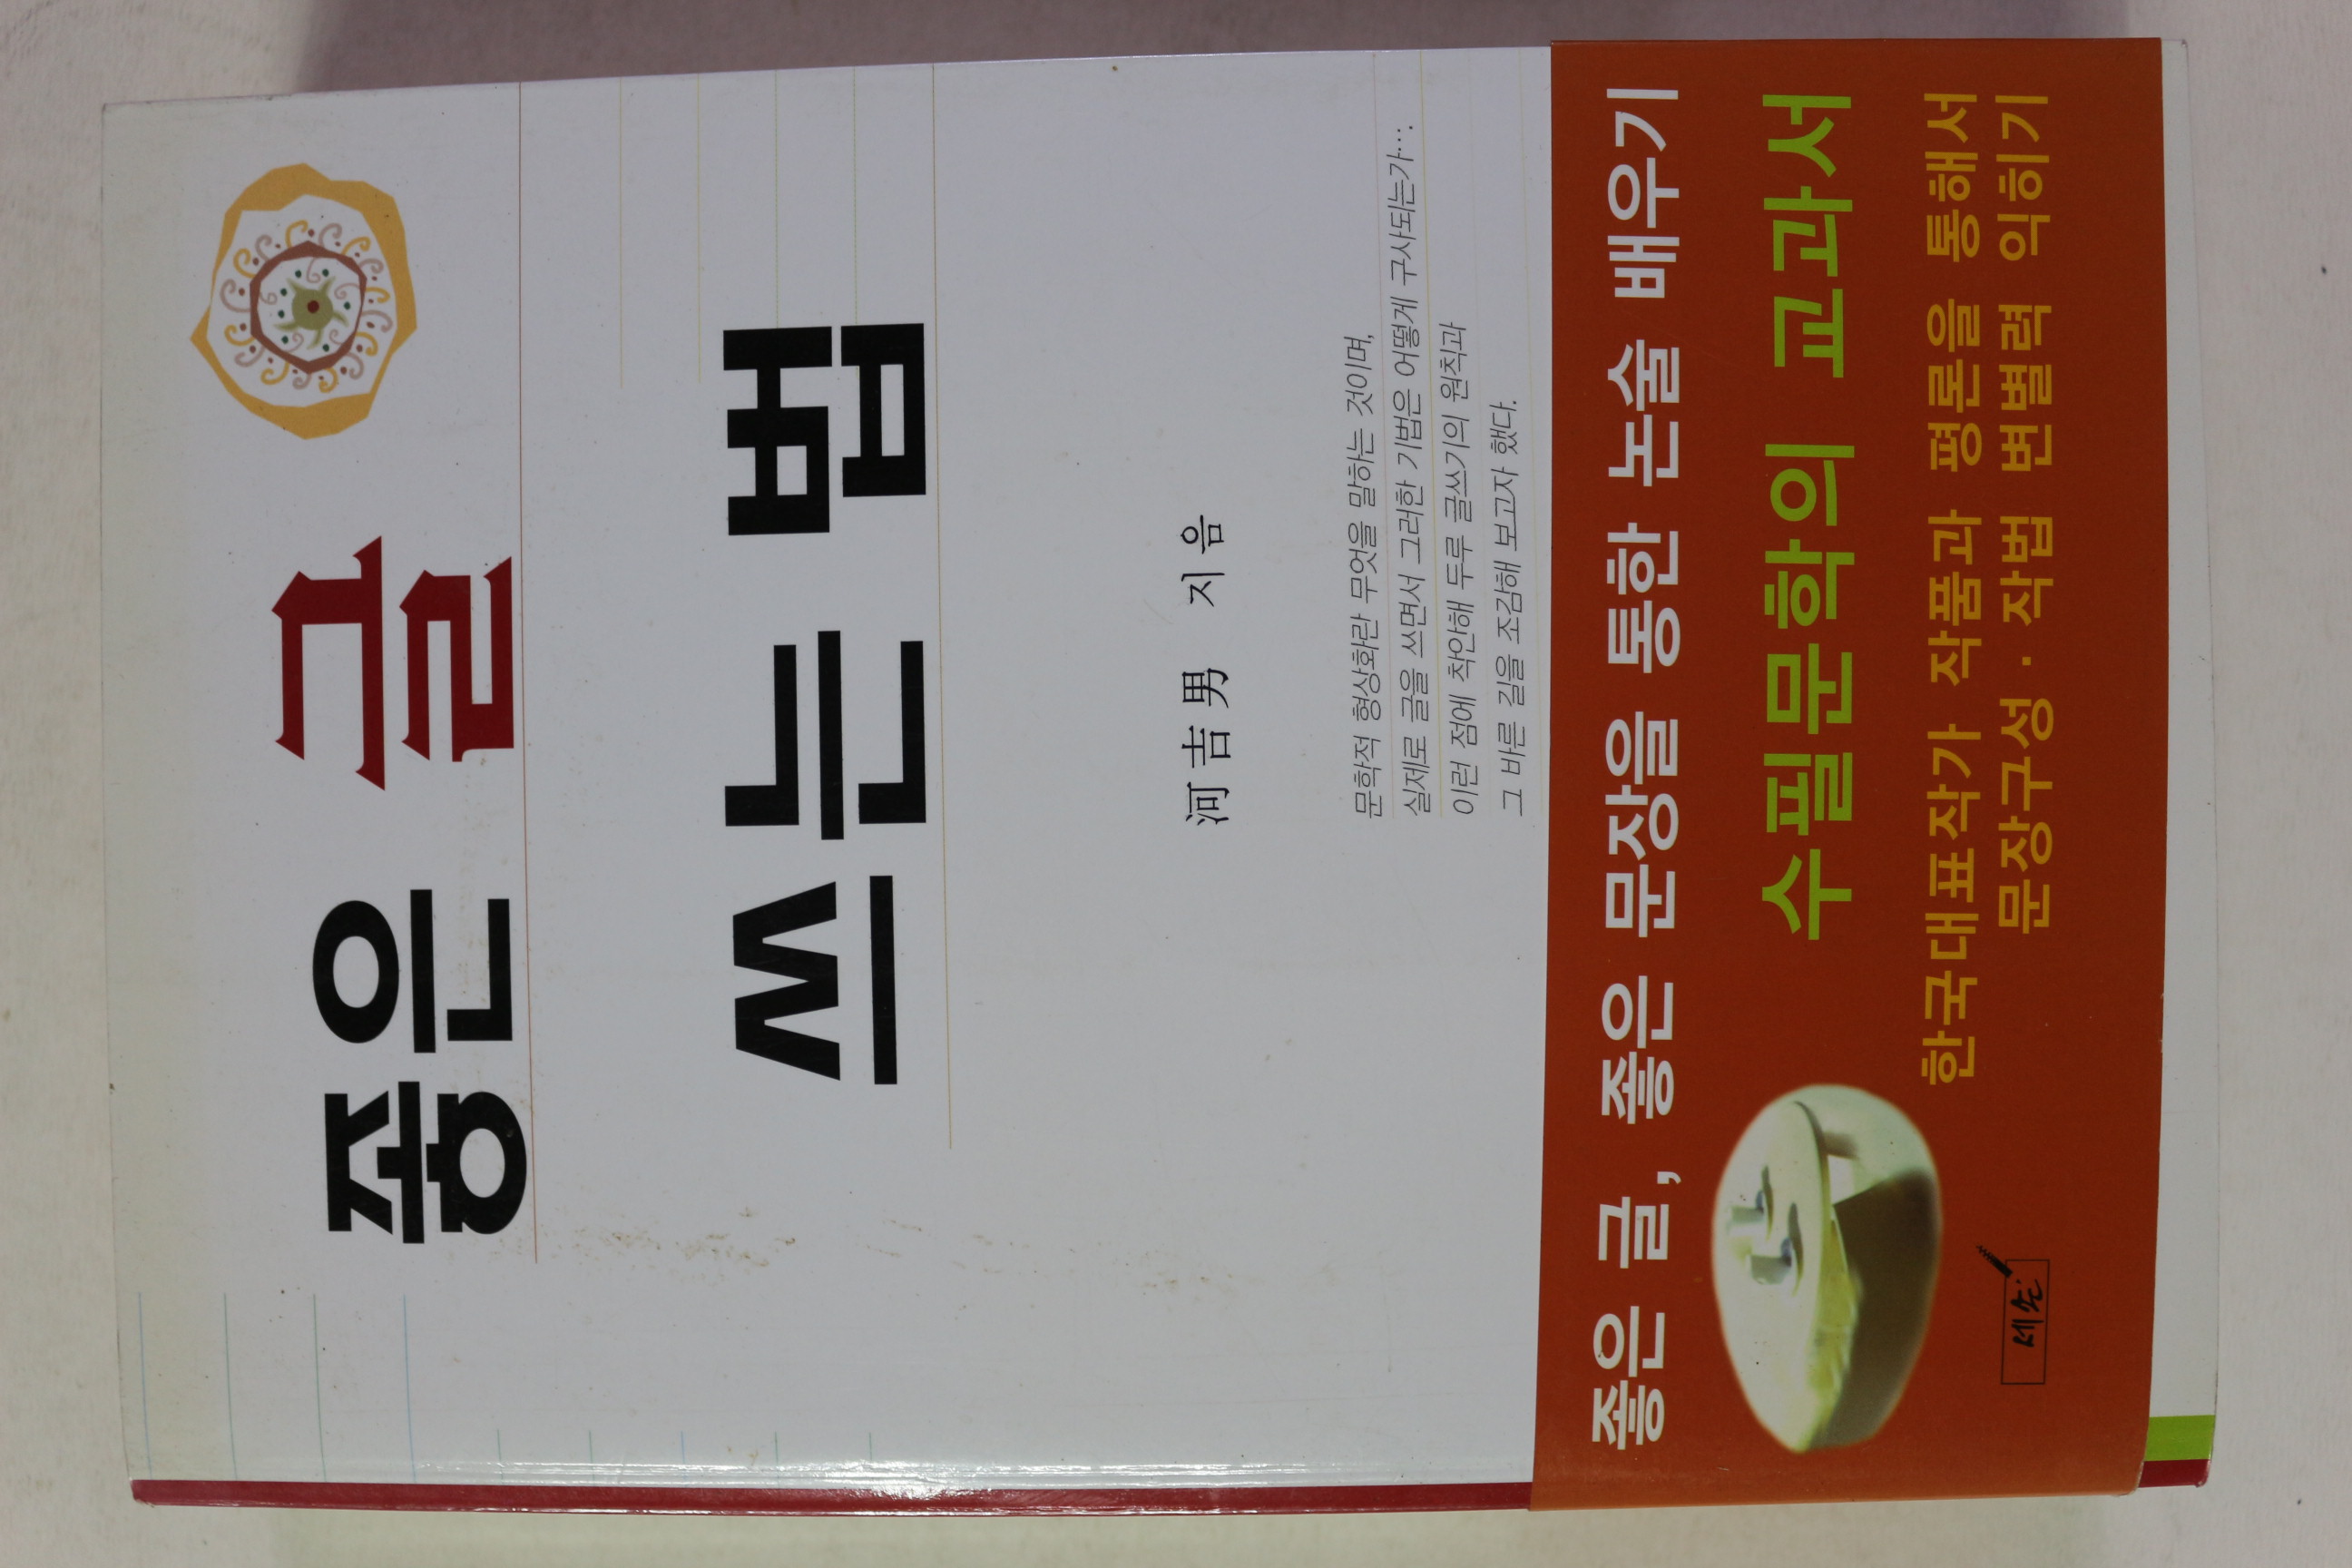 좋은 글
쓰는 법
河吉男 지음
문학적 형상화란 무엇을 말하는 것이며,
실제로 글을 쓰면서 그러한 기법은 어떻게 구사되는가….
이런 점에 착안해 두루 글쓰기의 원칙과
그 바른 길을 조감해 보고자 했다.
좋은 글, 좋은 문장을 통한 논술 배우기
수필문학의 교과서
한국대표작가 작품과 평론을 통해서
문장구성·작법 변별력 익히기
세손